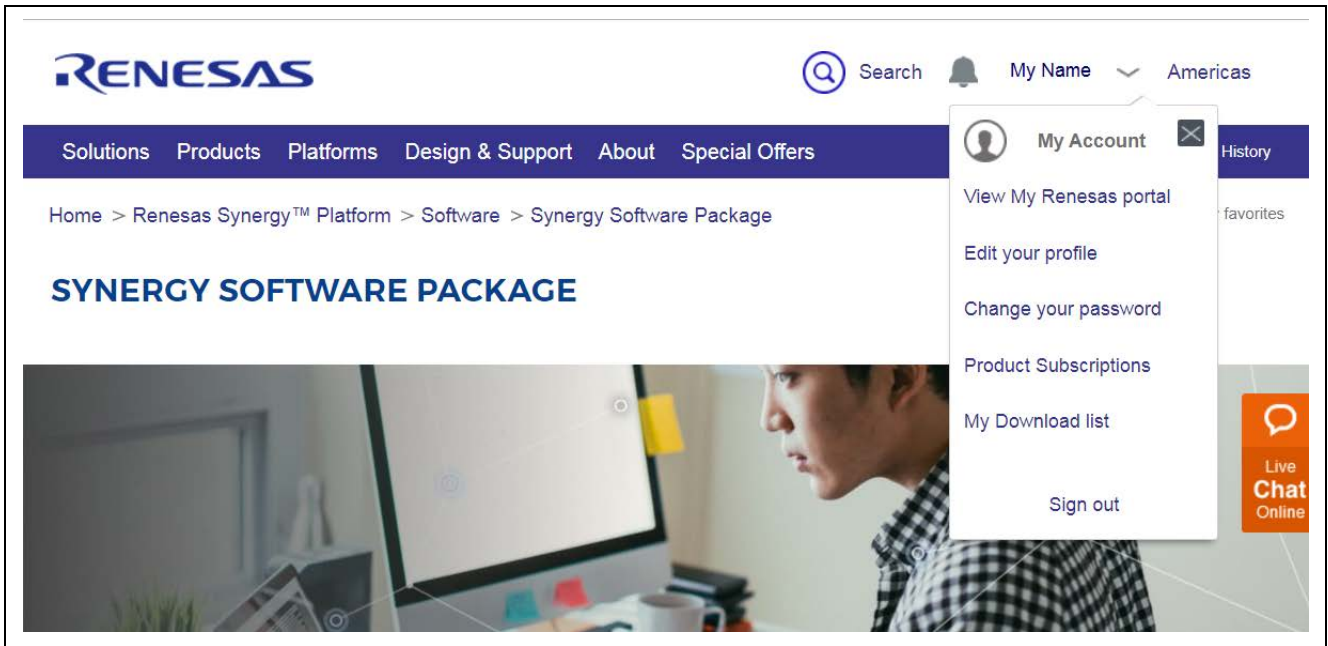 RENESAS
Search My Name Americas
Solutions Products Platforms Design & Support About Special Offers
History
My Account
View My Renesas portal
Edit your profile
Change your password
Product Subscriptions
My Download list
Sign out
Home > Renesas Synergy™ Platform > Software > Synergy Software Package
favorites
SYNERGY SOFTWARE PACKAGE
Live
Chat
Online